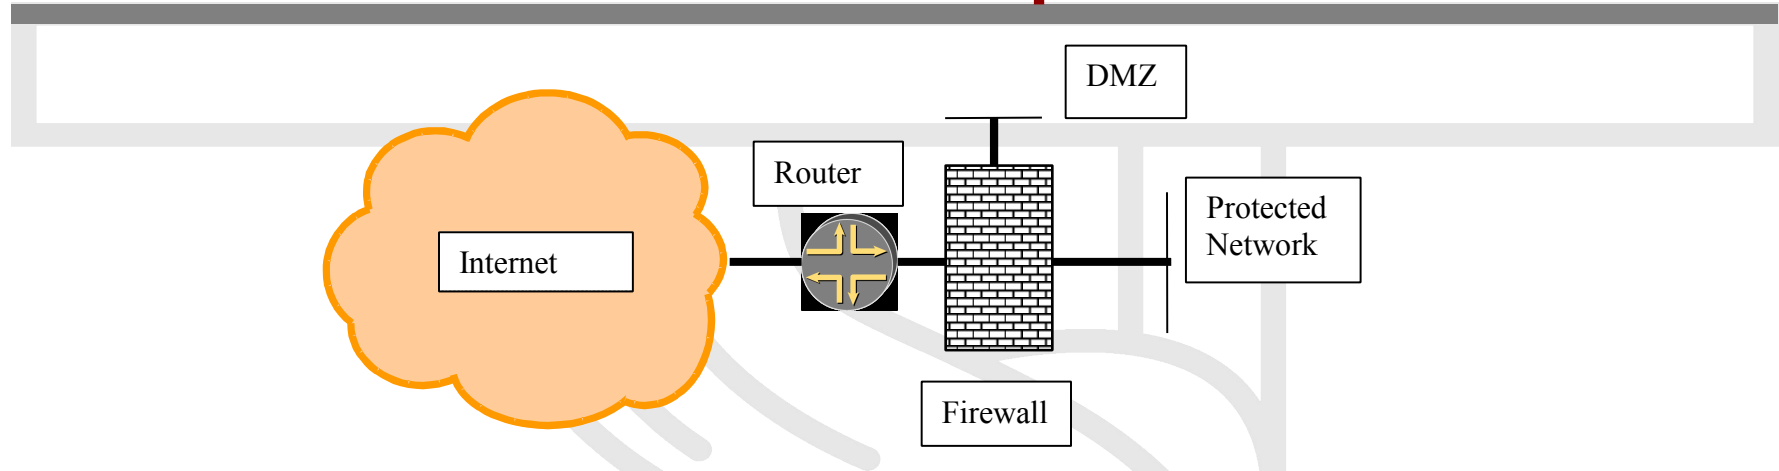 DMZ
Router
Protected
Network
Internet
Firewall